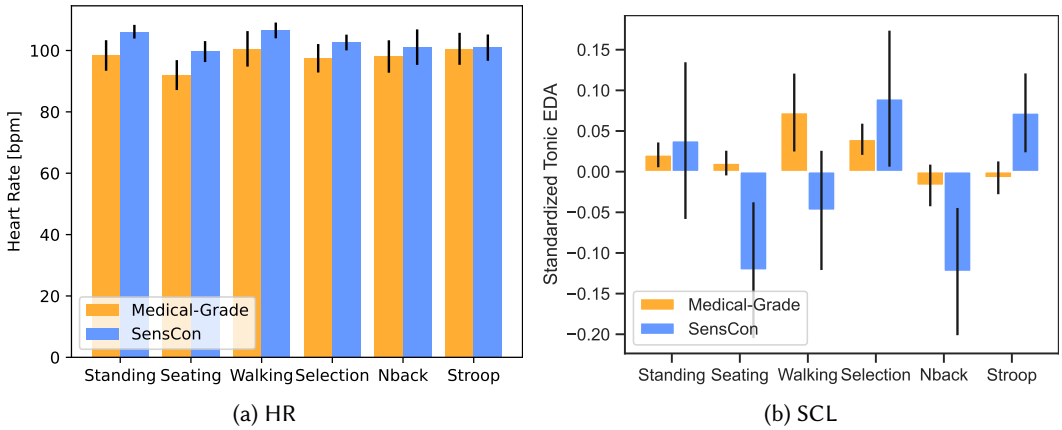 Heart Rate [bpm]
100
80
60
40
20
0
Medical-Grade
SensCon
Standing Seating Walking Selection Nback Stroop
(a) HR
Standardized Tonic EDA
0.15
0.10
0.05
0.00
−0.05
−0.10
−0.15
−0.20
Medical-Grade
SensCon
Standing Seating Walking Selection Nback Stroop
(b) SCL